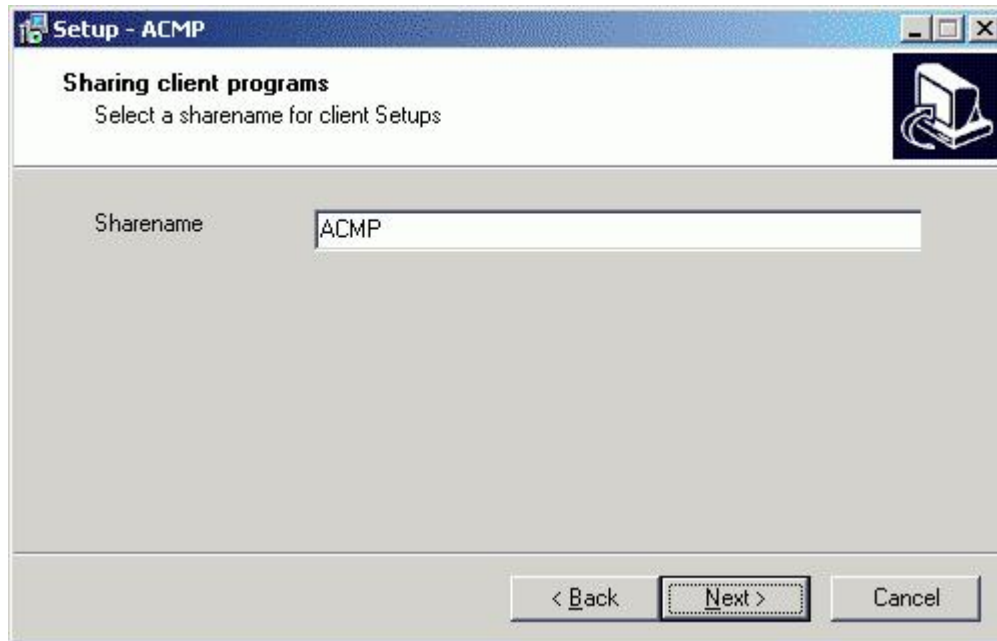 Setup - ACMP
Sharing client programs
Select a sharename for client Setups
Sharename ACMP
< Back Next > Cancel